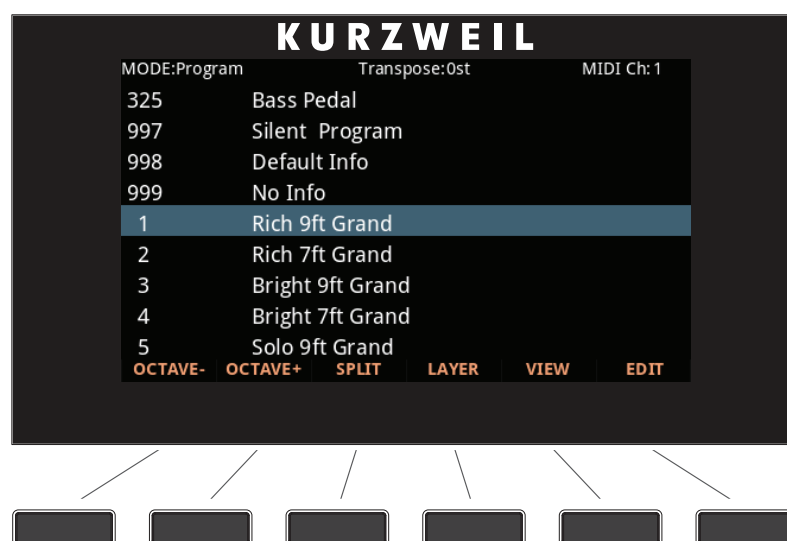 KURZWEIL
MODE:Program Transpose:0st MIDI Ch:1
325 Bass Pedal
997 Silent Program
998 Default Info
999 No Info
1 Rich 9ft Grand
2 Rich 7ft Grand
3 Bright 9ft Grand
4 Bright 7ft Grand
5 Solo 9ft Grand
OCTAVE- OCTAVE+ SPLIT LAYER VIEW EDIT